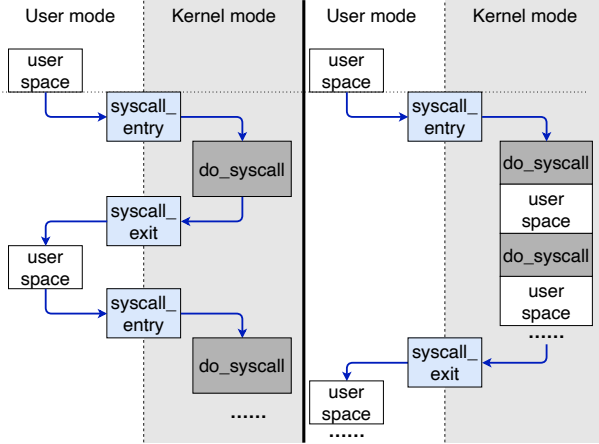 User mode
Kernel mode
user
space
syscall_
entry
do_syscall
syscall_
exit
user
space
syscall_
entry
do_syscall
......
User mode
Kernel mode
user
space
syscall_
entry
do_syscall
user
space
do_syscall
user
space
......
syscall_
exit
user
space
......